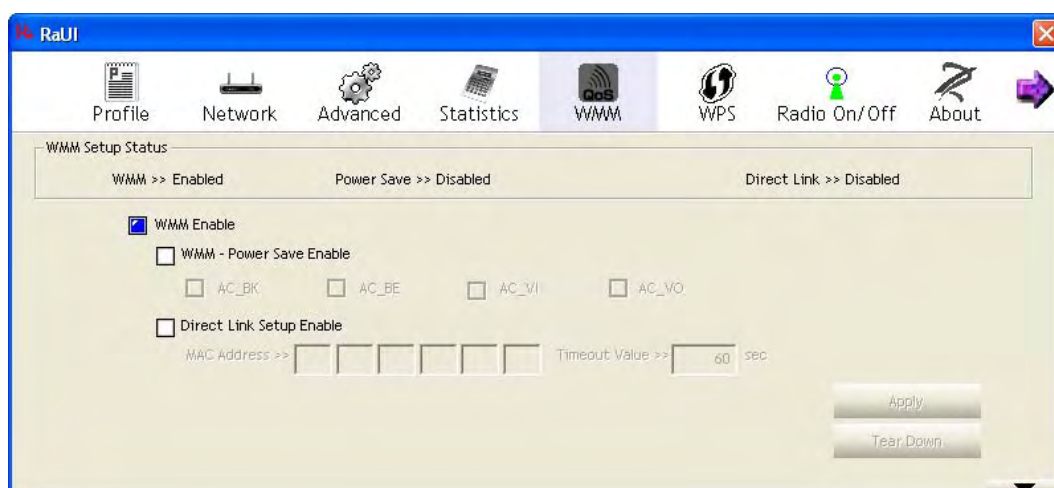 RaUI
Profile Network Advanced Statistics QoS WMM WPS Radio On/Off About
WMM Setup Status
WMM >> Enabled Power Save >> Disabled Direct Link >> Disabled
WMM Enable
WMM - Power Save Enable
AC_BK AC_BE AC_VI AC_VO
Direct Link Setup Enable
MAC Address >> Timeout Value >> 60 sec
Apply
Tear Down